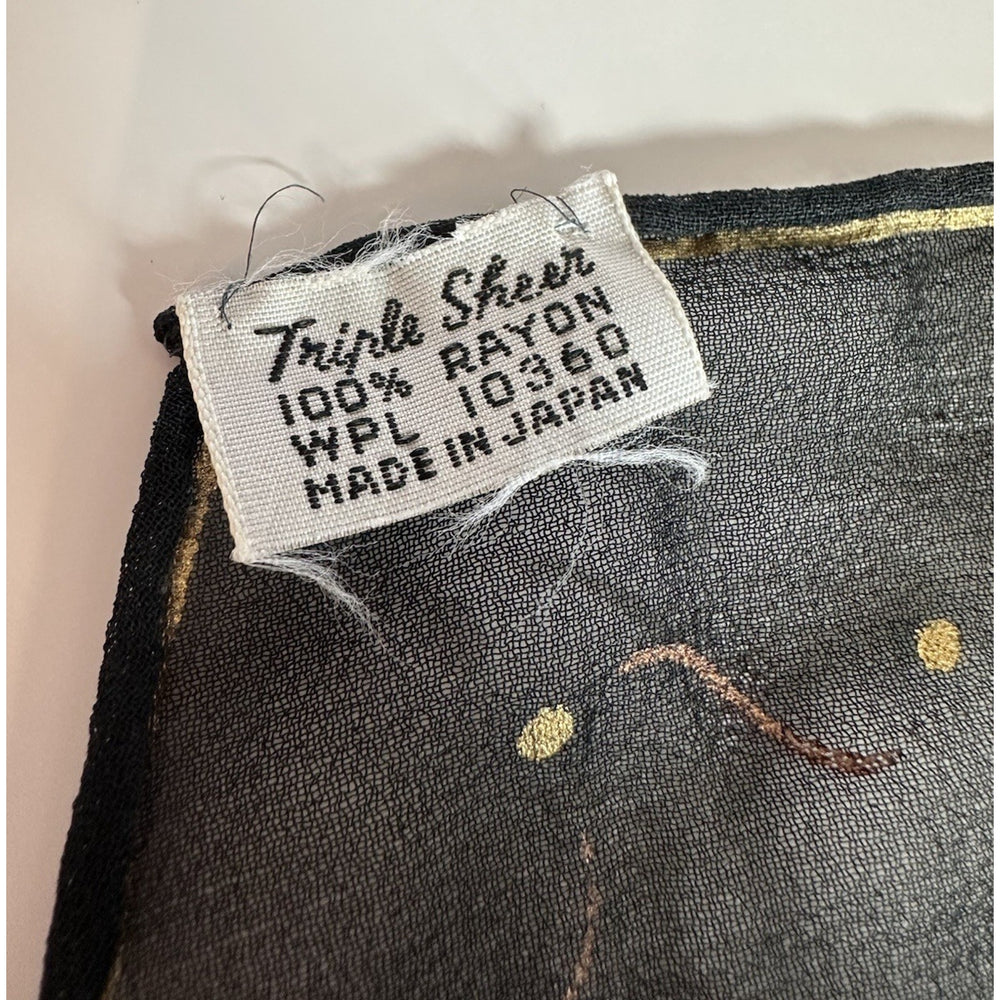 Triple Sheer
100% RAYON
WPL 10360
MADE IN JAPAN